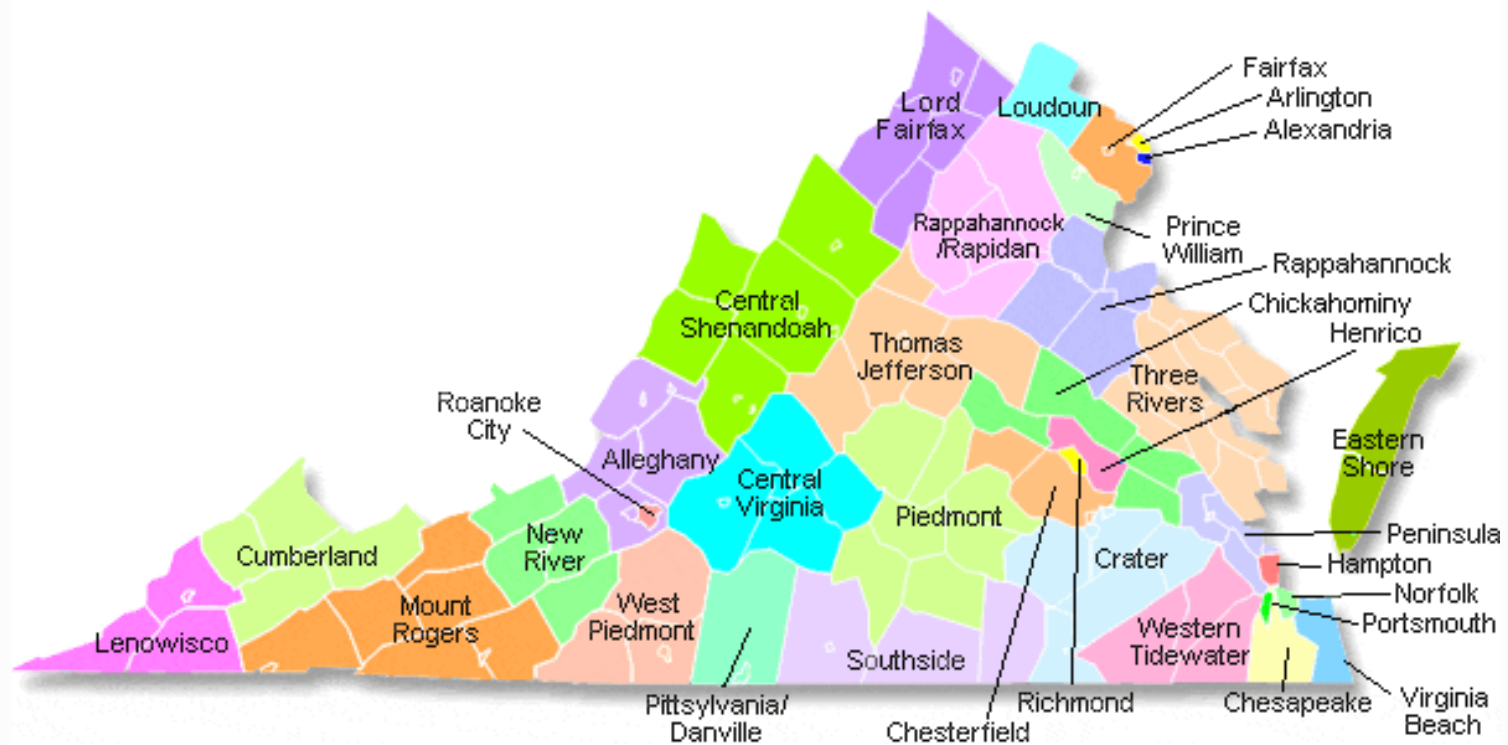 Lord
Fairfax
Loudoun
Fairfax
Arlington
Alexandria
Rappahannock
/Rapidan
Prince
William
Rappahannock
Central
Shenandoah
Chickahominy
Henrico
Thomas
Jefferson
Three
Rivers
Roanoke
City
Alleghany
Eastern
Shore
Central
Virginia
Piedmont
Cumberland
New
River
Crater
Peninsula
Hampton
Norfolk
Portsmouth
Lenowisco
Mount
Rogers
West
Piedmont
Southside
Western
Tidewater
Pittsylvania/
Danville
Chesterfield
Richmond
Chesapeake
Virginia
Beach